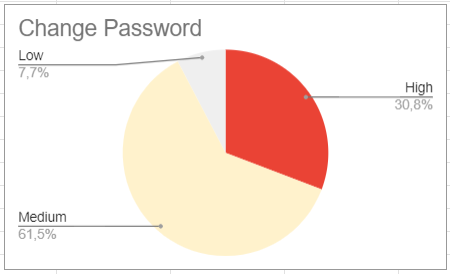 Change Password
Low
7,7%
High
30,8%
Medium
61,5%